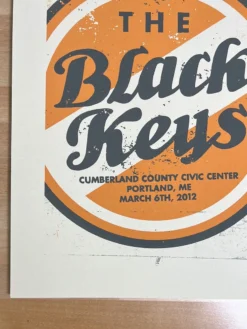 THE
Black
Keys
CUMBERLAND COUNTY CIVIC CENTER
PORTLAND, ME
MARCH 6TH, 2012